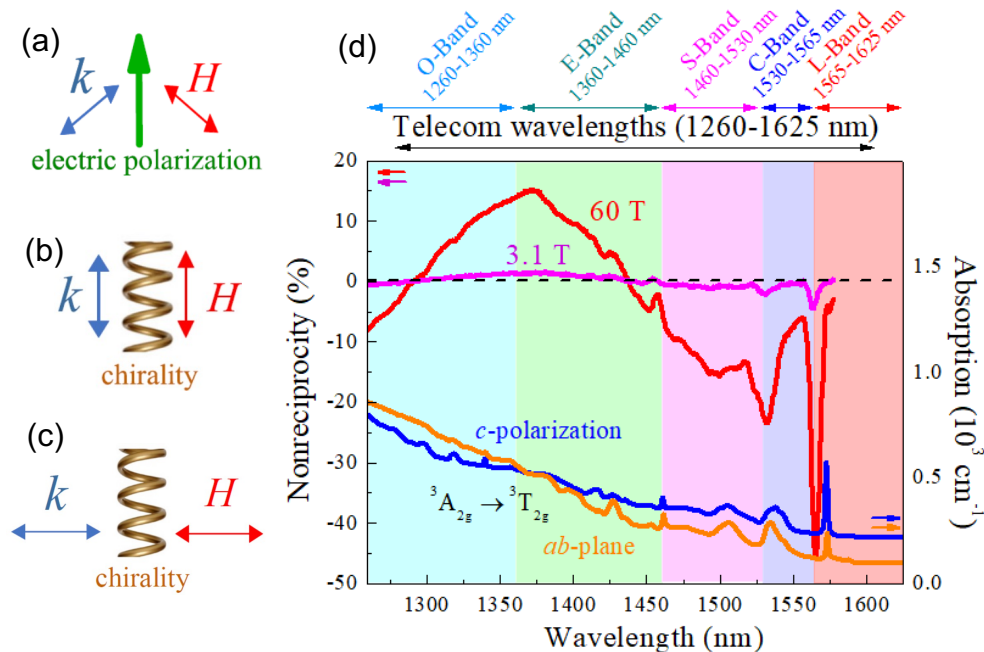 (a)
k
H
electric polarization
(b)
k
H
chirality
(c)
k
H
chirality
(d)
O-Band
1260-1360 nm
E-Band
1360-1460 nm
S-Band
1460-1530 nm
C-Band
1530-1565 nm
L-Band
1565-1625 nm
Telecom wavelengths (1260-1625 nm)
Nonreciprocity (%)
20
10
0
-10
-20
-30
-40
-50
60 T
3.1 T
c-polarization
³A₂g → ³T₂g
ab-plane
1.5
1.0
0.5
0.0
Absorption (10³ cm⁻¹)
1300
1350
1400
1450
1500
1550
1600
Wavelength (nm)